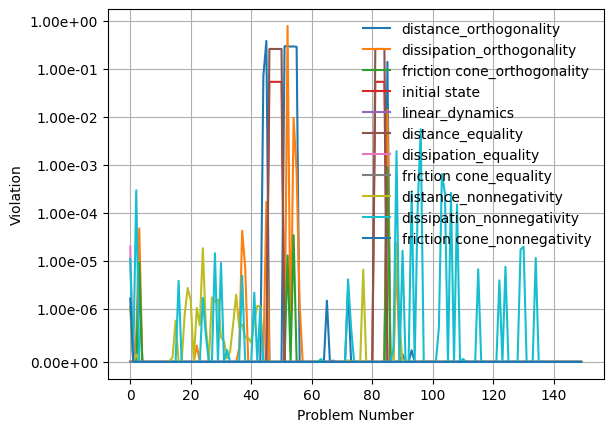 1.00e+00
1.00e-01
1.00e-02
1.00e-03
1.00e-04
1.00e-05
1.00e-06
0.00e+00
Violation
distance_orthogonality
dissipation_orthogonality
friction cone_orthogonality
initial state
linear_dynamics
distance_equality
dissipation_equality
friction cone_equality
distance_nonnegativity
dissipation_nonnegativity
friction cone_nonnegativity
0 20 40 60 80 100 120 140
Problem Number